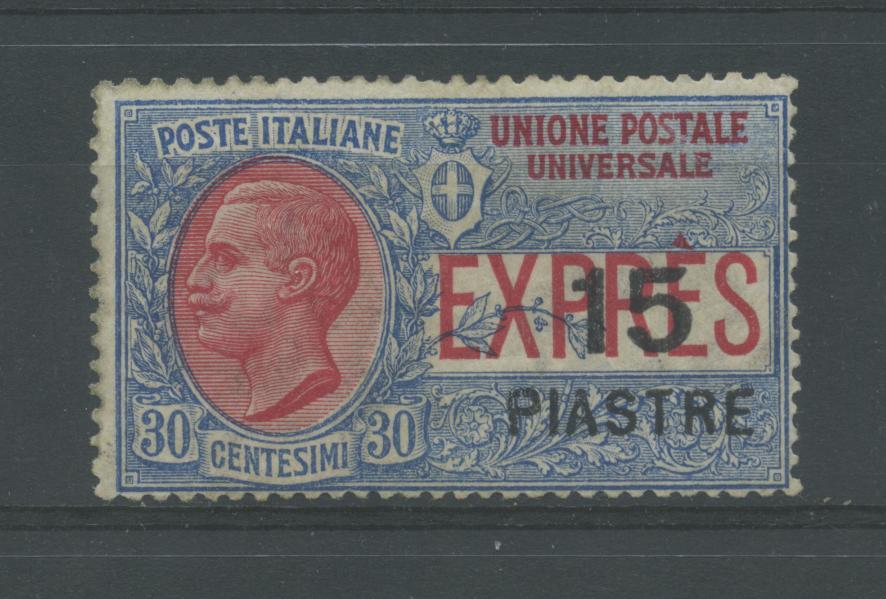 POSTE ITALIANE
UNIONE POSTALE
UNIVERSALE
EXPRÈS
15
PIASTRE
30 CENTESIMI 30